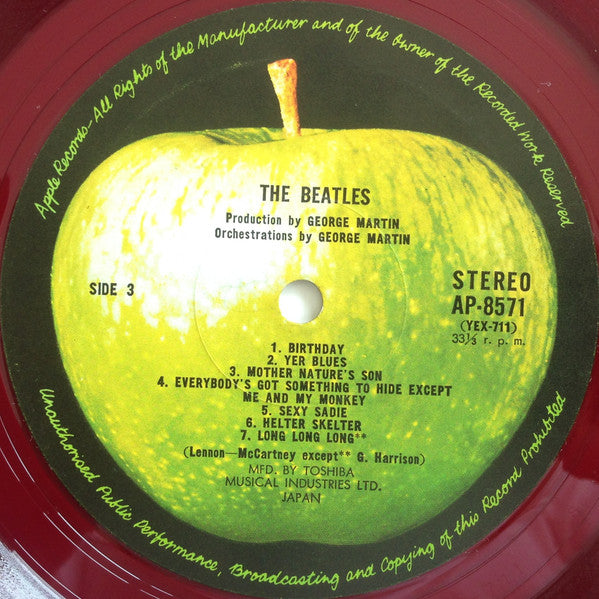 Apple Records—All Rights of the Manufacturer and of the Owner of the Recorded Work Reserved
THE BEATLES
Production by GEORGE MARTIN
Orchestrations by GEORGE MARTIN
SIDE 3
STEREO
AP-8571
(YEX-711)
33⅓ r. p. m.
1. BIRTHDAY
2. YER BLUES
3. MOTHER NATURE'S SON
4. EVERYBODY'S GOT SOMETHING TO HIDE EXCEPT
ME AND MY MONKEY
5. SEXY SADIE
6. HELTER SKELTER
7. LONG LONG LONG**
(Lennon—McCartney except** G. Harrison)
MFD. BY TOSHIBA
MUSICAL INDUSTRIES LTD.
JAPAN
Unauthorised Public Performance, Broadcasting and Copying of this Record Prohibited